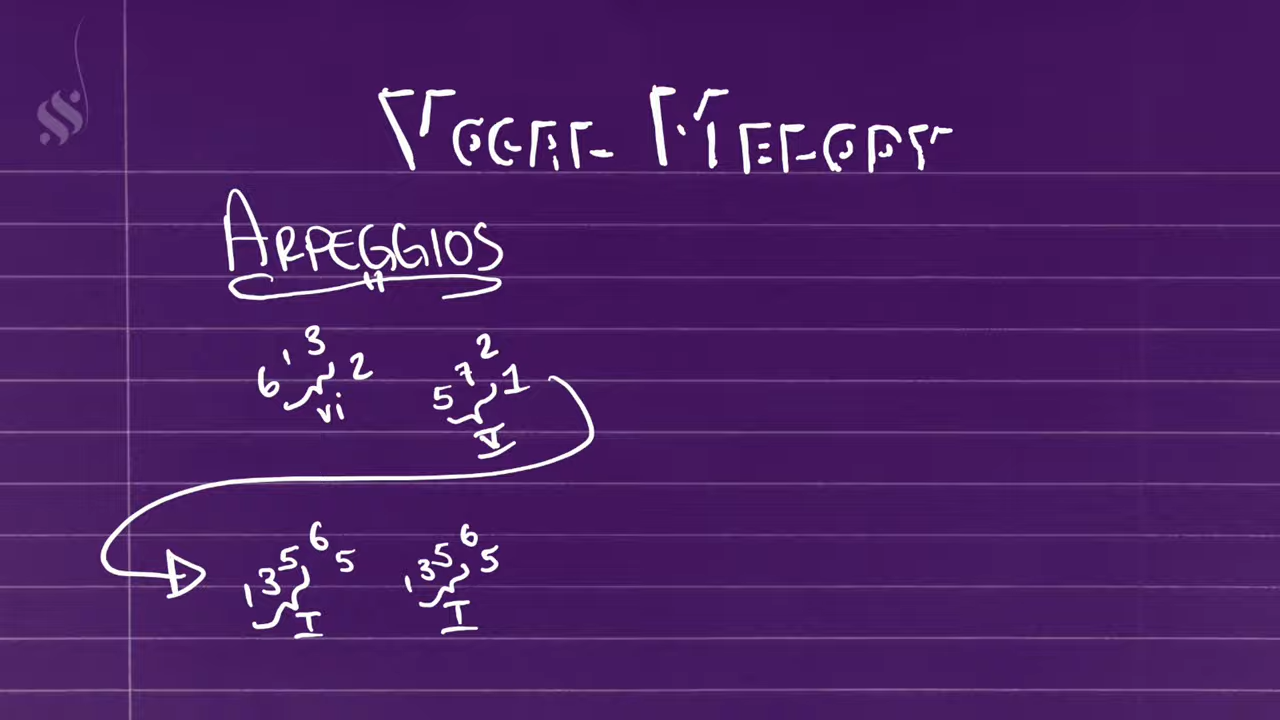 VOCAL MELODY
ARPEGGIOS
6 1 3 2 5 7 2 1
vi V
1 3 5 6 5 1 3 5 6 5
I I